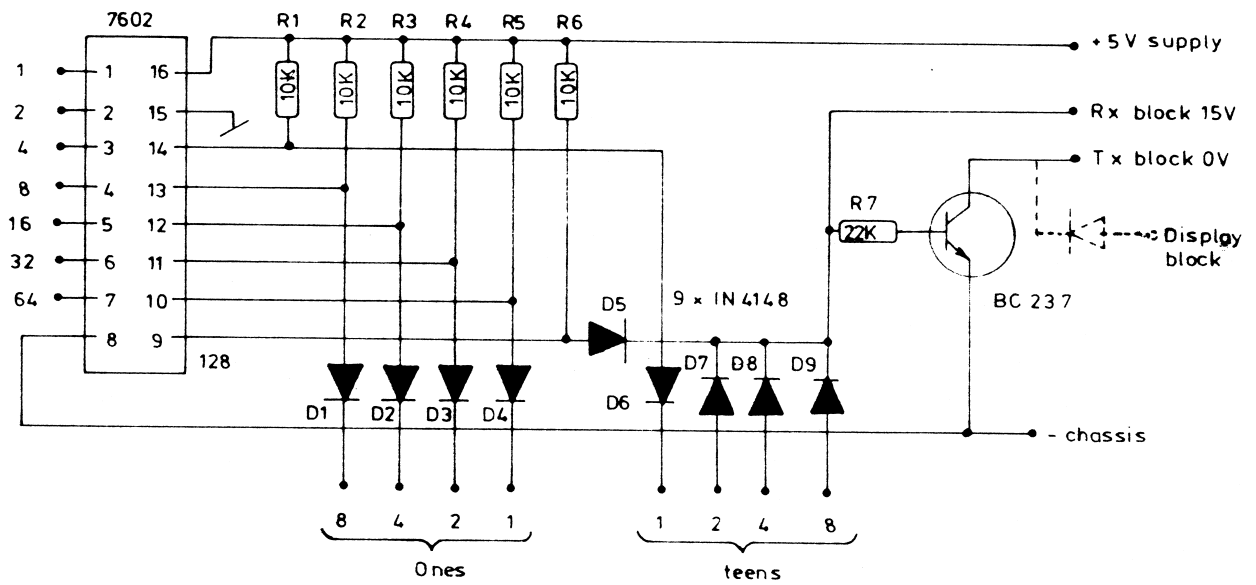 7602
R1 R2 R3 R4 R5 R6
+5V supply
1 1 16 10K 10K 10K 10K 10K 10K
2 2 15 Rx block 15V
4 3 14 Tx block 0V
8 4 13
16 5 12 R7 22K Display
32 6 11 block
64 7 10 BC 237
D5 9 x IN 4148
8 9
128 D7 D8 D9
D1 D2 D3 D4 D6
- chassis
8 4 2 1 1 2 4 8
Ones teens